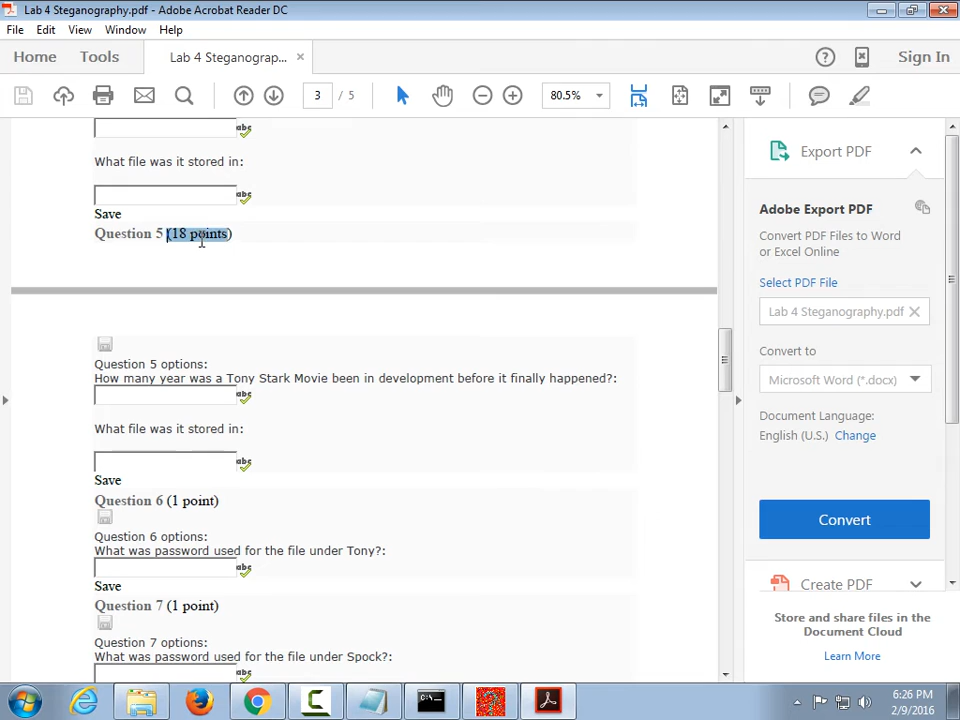 Lab 4 Steganography.pdf - Adobe Acrobat Reader DC
File Edit View Window Help
Home Tools Lab 4 Steganograp... × Sign In
3 / 5 80.5%
What file was it stored in:
Save
Question 5 (18 points)
Question 5 options:
How many year was a Tony Stark Movie been in development before it finally happened?:
abc
What file was it stored in:
abc
Save
Question 6 (1 point)
Question 6 options:
What was password used for the file under Tony?:
abc
Save
Question 7 (1 point)
Question 7 options:
What was password used for the file under Spock?:
abc
Export PDF
Adobe Export PDF
Convert PDF Files to Word
or Excel Online
Select PDF File
Lab 4 Steganography.pdf ×
Convert to
Microsoft Word (*.docx)
Document Language:
English (U.S.) Change
Convert
Create PDF
Store and share files in the
Document Cloud
Learn More
6:26 PM
2/9/2016